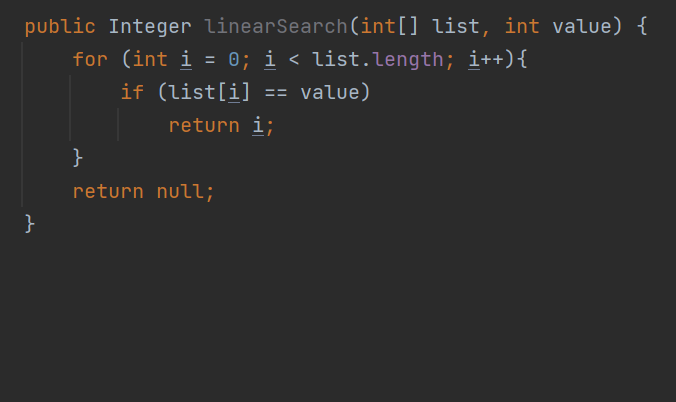 public Integer linearSearch(int[] list, int value) {
    for (int i = 0; i < list.length; i++){
        if (list[i] == value)
            return i;
    }
    return null;
}